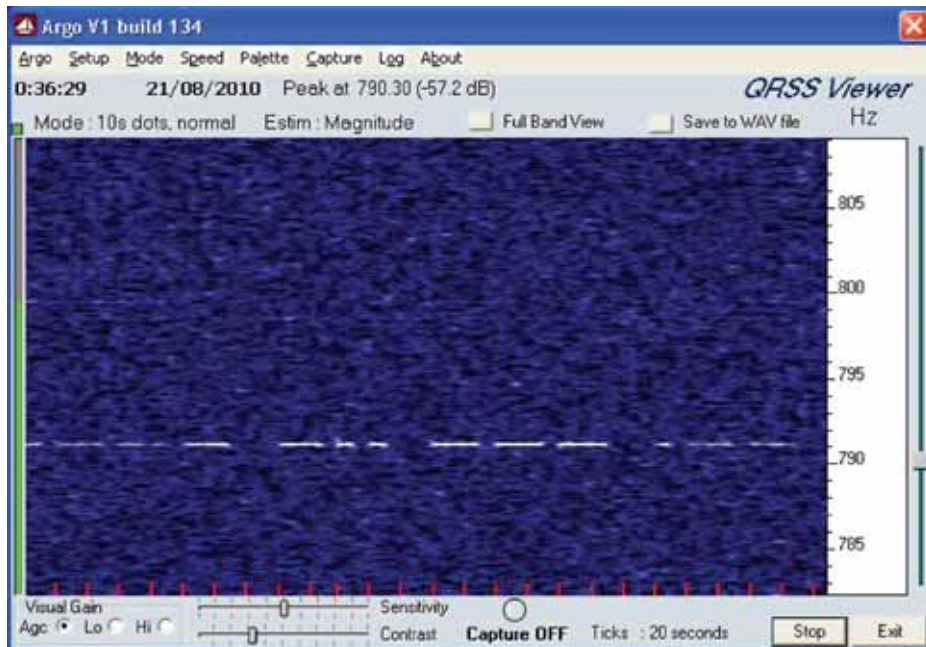 Argo V1 build 134
Argo Setup Mode Speed Palette Capture Log About
0:36:29 21/08/2010 Peak at 790.30 (-57.2 dB) QRSS Viewer
Mode : 10s dots, normal Estim : Magnitude Full Band View Save to WAV file Hz
805
800
795
790
785
Visual Gain Sensitivity
Agc Lo Hi Contrast Capture OFF Ticks : 20 seconds Stop Exit